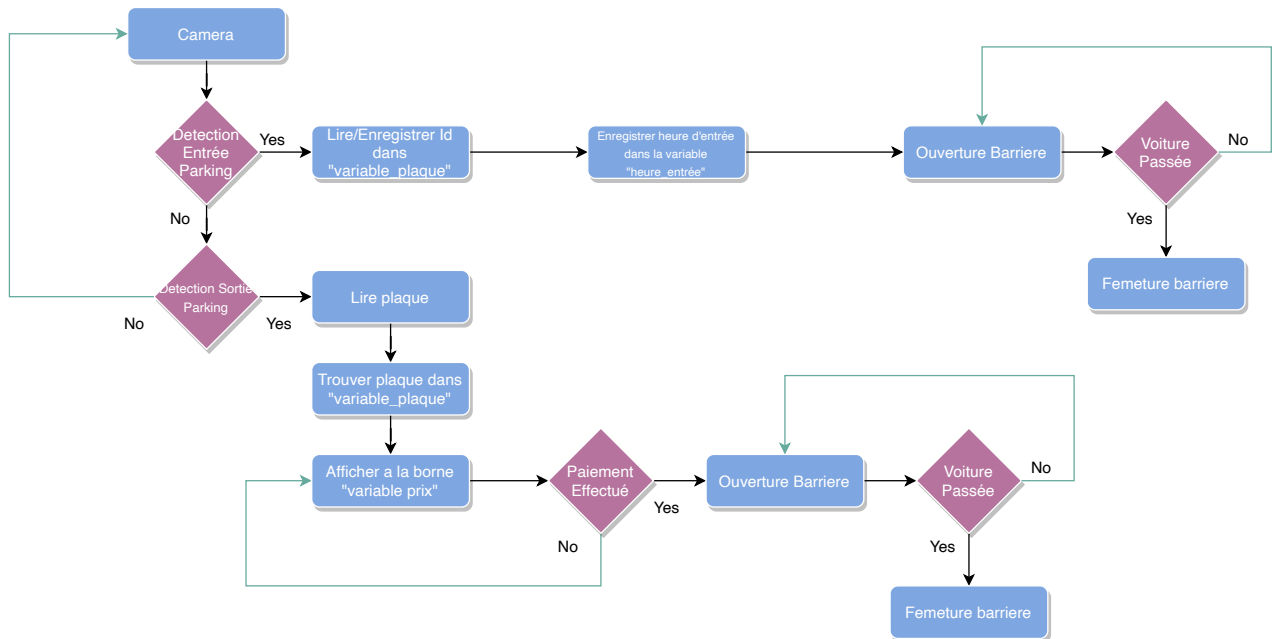 Camera
Detection
Entrée
Parking
Yes
Lire/Enregistrer Id
dans
"variable_plaque"
Enregistrer heure d'entrée
dans la variable
"heure_entrée"
Ouverture Barriere
Voiture
Passée
No
Yes
Femeture barriere
No
Detection Sortie
Parking
No
Yes
Lire plaque
Trouver plaque dans
"variable_plaque"
Afficher a la borne
"variable prix"
Paiement
Effectué
No
Yes
Ouverture Barriere
Voiture
Passée
No
Yes
Femeture barriere